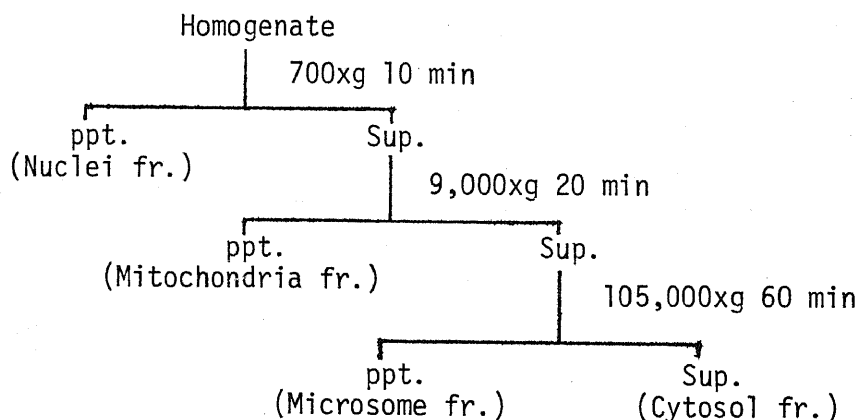 Homogenate
700xg 10 min
ppt.
(Nuclei fr.)
Sup.
9,000xg 20 min
ppt.
(Mitochondria fr.)
Sup.
105,000xg 60 min
ppt.
(Microsome fr.)
Sup.
(Cytosol fr.)